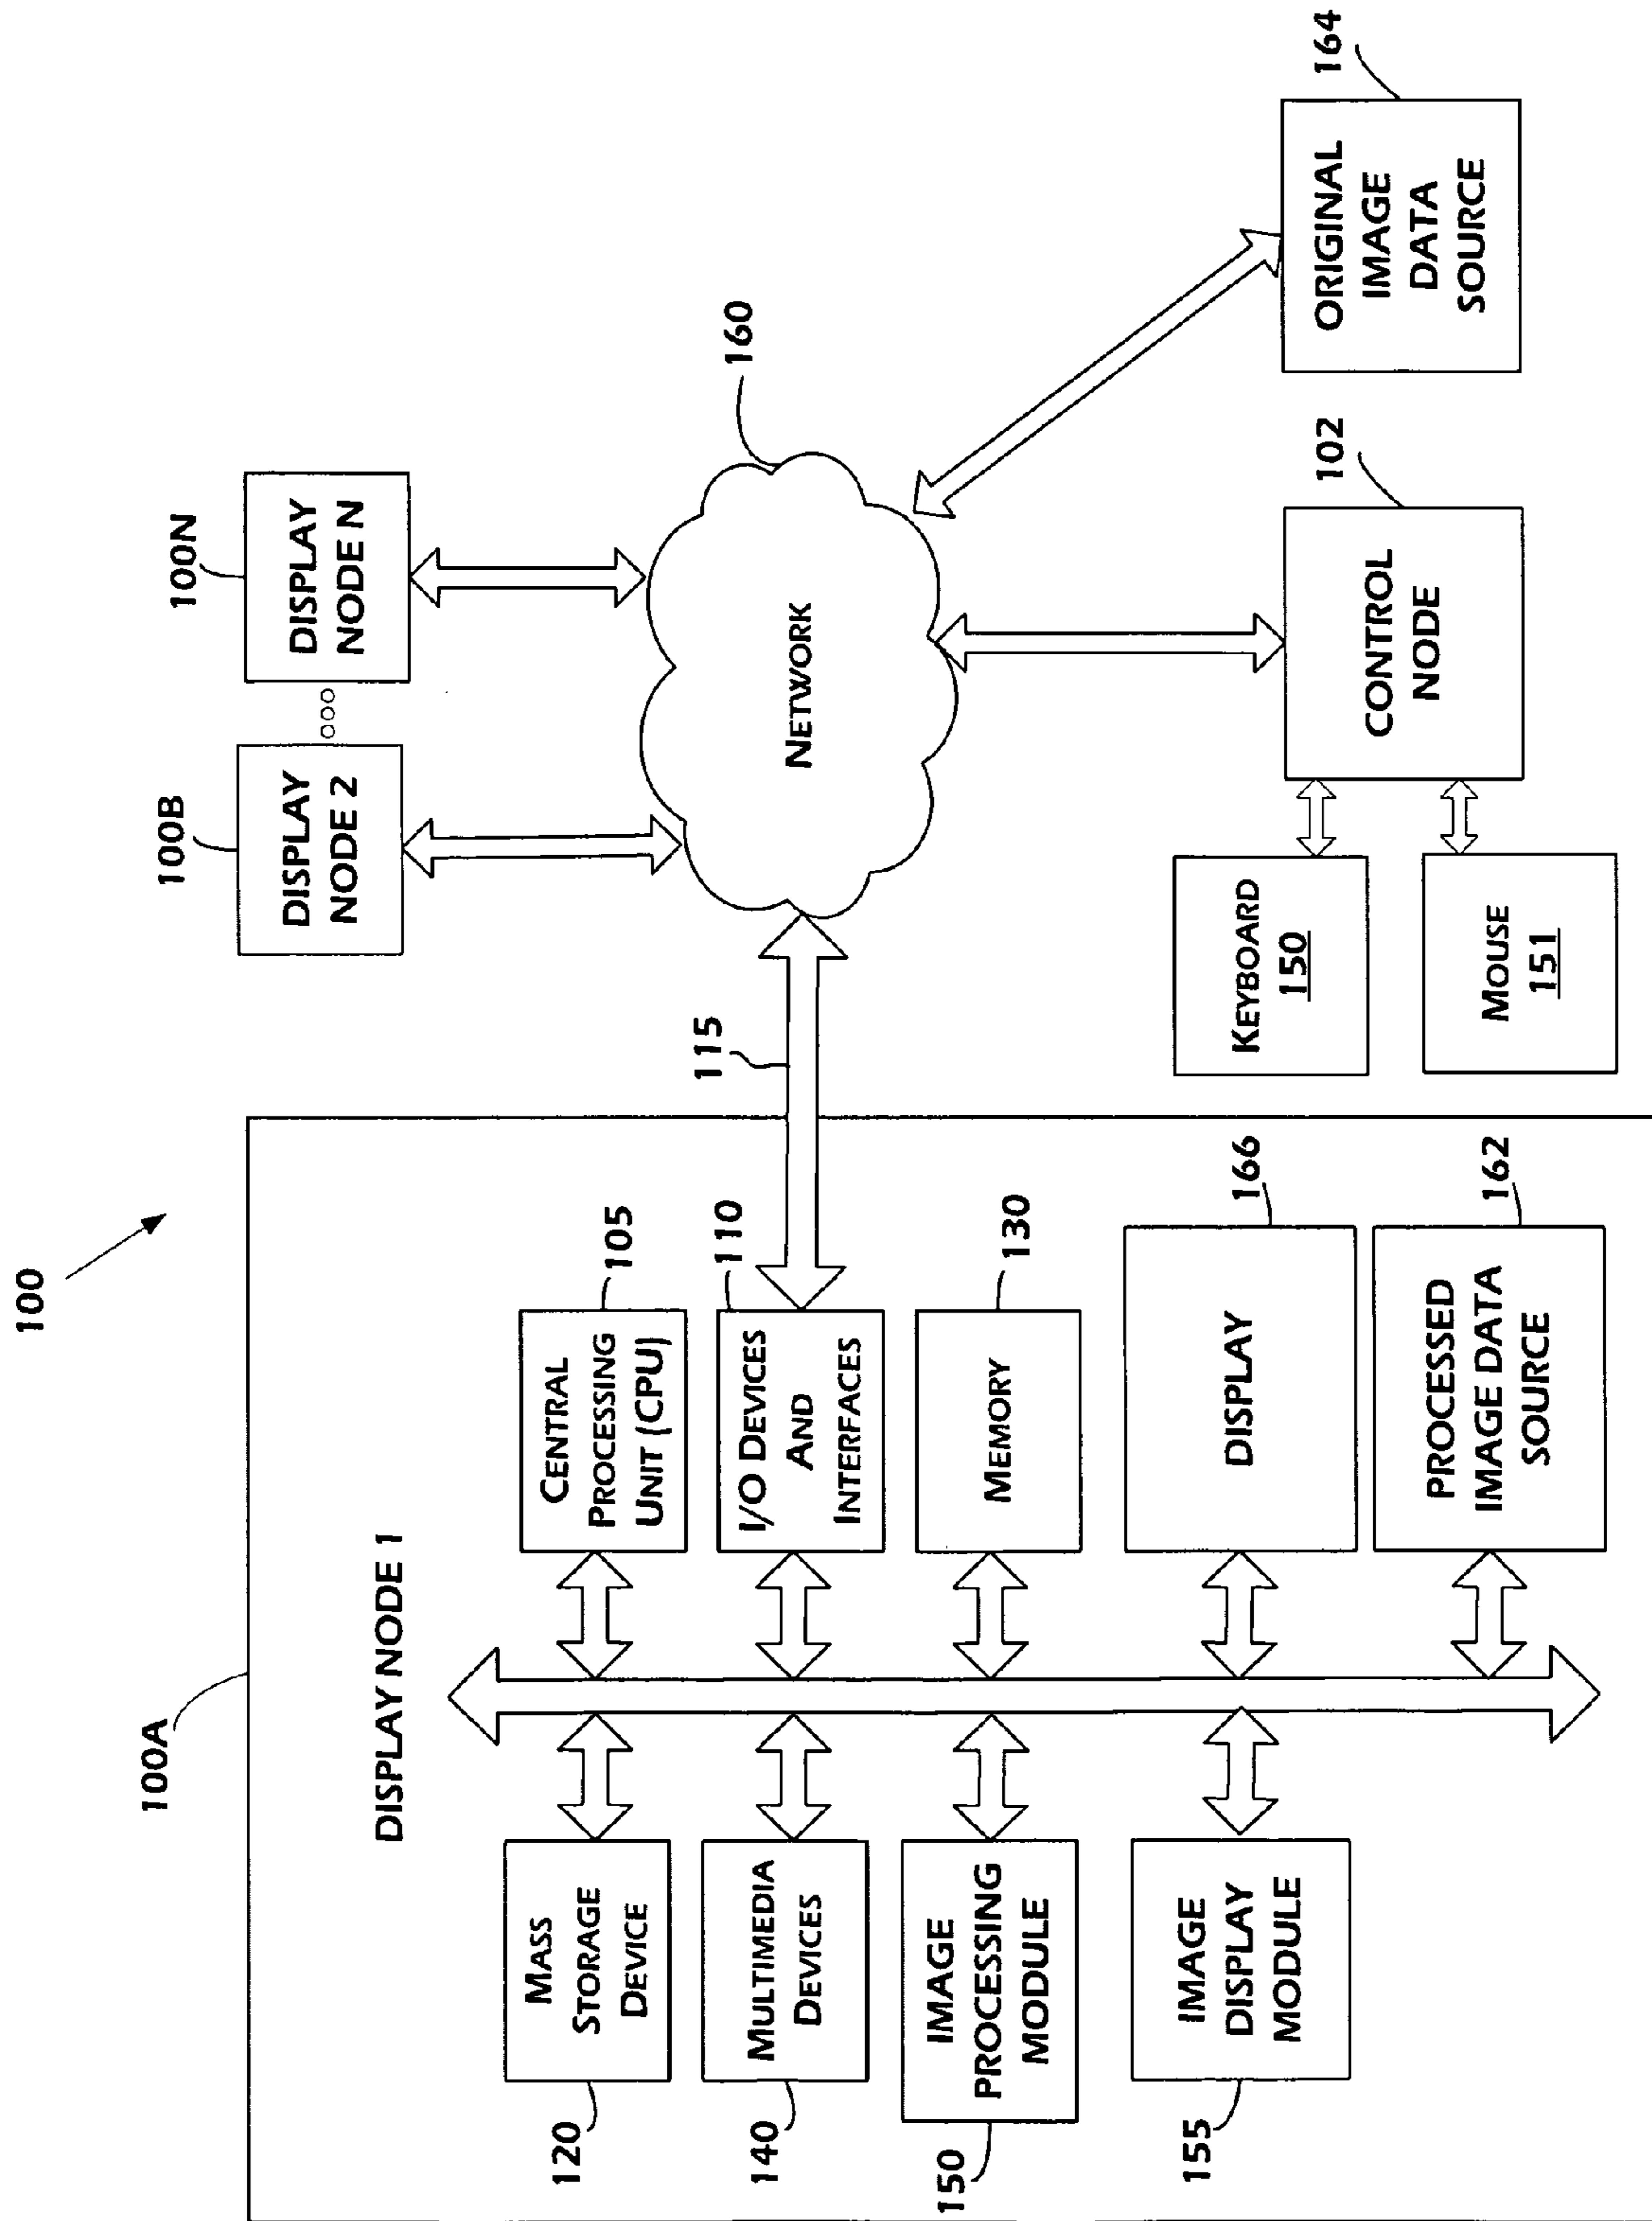 100
100A
DISPLAY NODE 1
MASS
STORAGE
DEVICE
120
CENTRAL
PROCESSING
UNIT (CPU)
105
MULTIMEDIA
DEVICES
140
I/O DEVICES
AND
INTERFACES
110
IMAGE
PROCESSING
MODULE
150
MEMORY
130
IMAGE
DISPLAY
MODULE
155
DISPLAY
166
PROCESSED
IMAGE DATA
SOURCE
162
115
100B
DISPLAY
NODE 2
ooo
100N
DISPLAY
NODE N
160
NETWORK
KEYBOARD
150
MOUSE
151
CONTROL
NODE
102
ORIGINAL
IMAGE
DATA
SOURCE
164